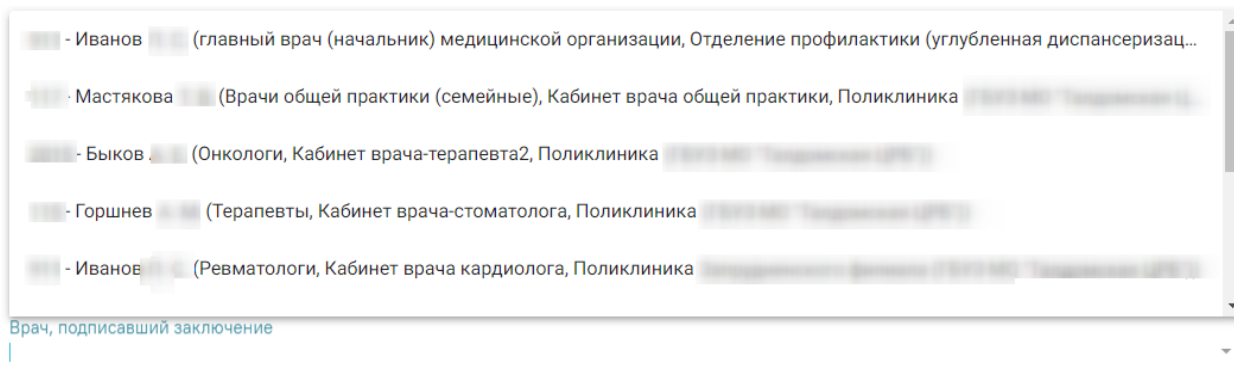 - Иванов (главный врач (начальник) медицинской организации, Отделение профилактики (углубленная диспансеризац...
- Мастякова (Врачи общей практики (семейные), Кабинет врача общей практики, Поликлиника
- Быков (Онкологи, Кабинет врача-терапевта2, Поликлиника
- Горшнев (Терапевты, Кабинет врача-стоматолога, Поликлиника
- Иванов (Ревматологи, Кабинет врача кардиолога, Поликлиника
Врач, подписавший заключение